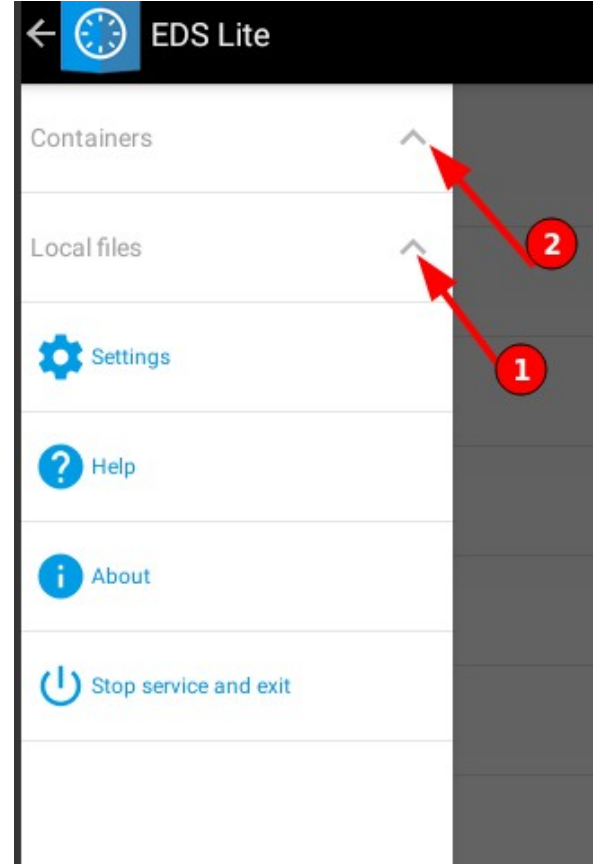 EDS Lite
Containers
2
Local files
1
Settings
Help
About
Stop service and exit